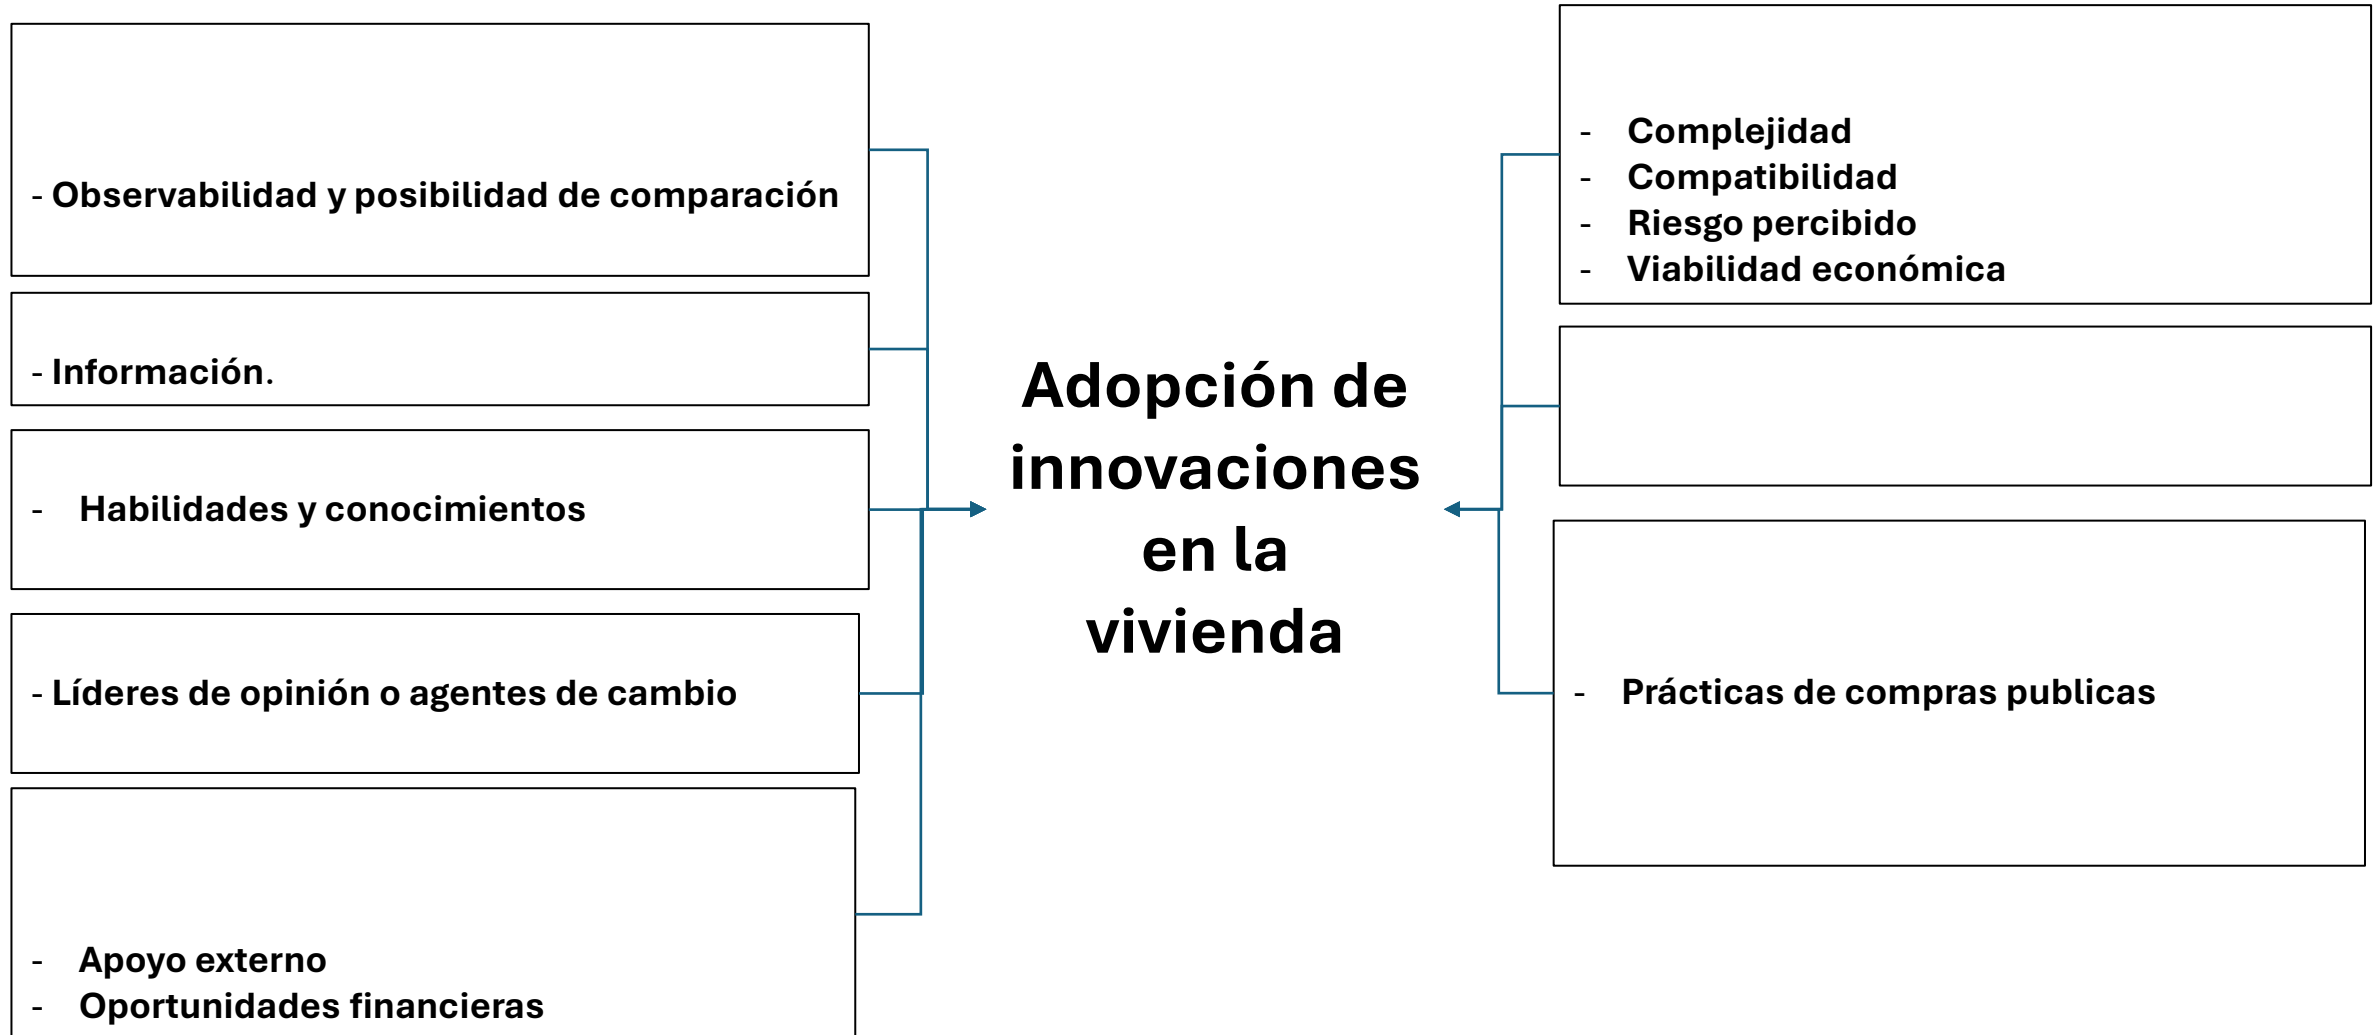 - Observabilidad y posibilidad de comparación
- Información.
- Habilidades y conocimientos
- Líderes de opinión o agentes de cambio
- Apoyo externo
- Oportunidades financieras
Adopción de
innovaciones
en la
vivienda
- Complejidad
- Compatibilidad
- Riesgo percibido
- Viabilidad económica
- Prácticas de compras publicas